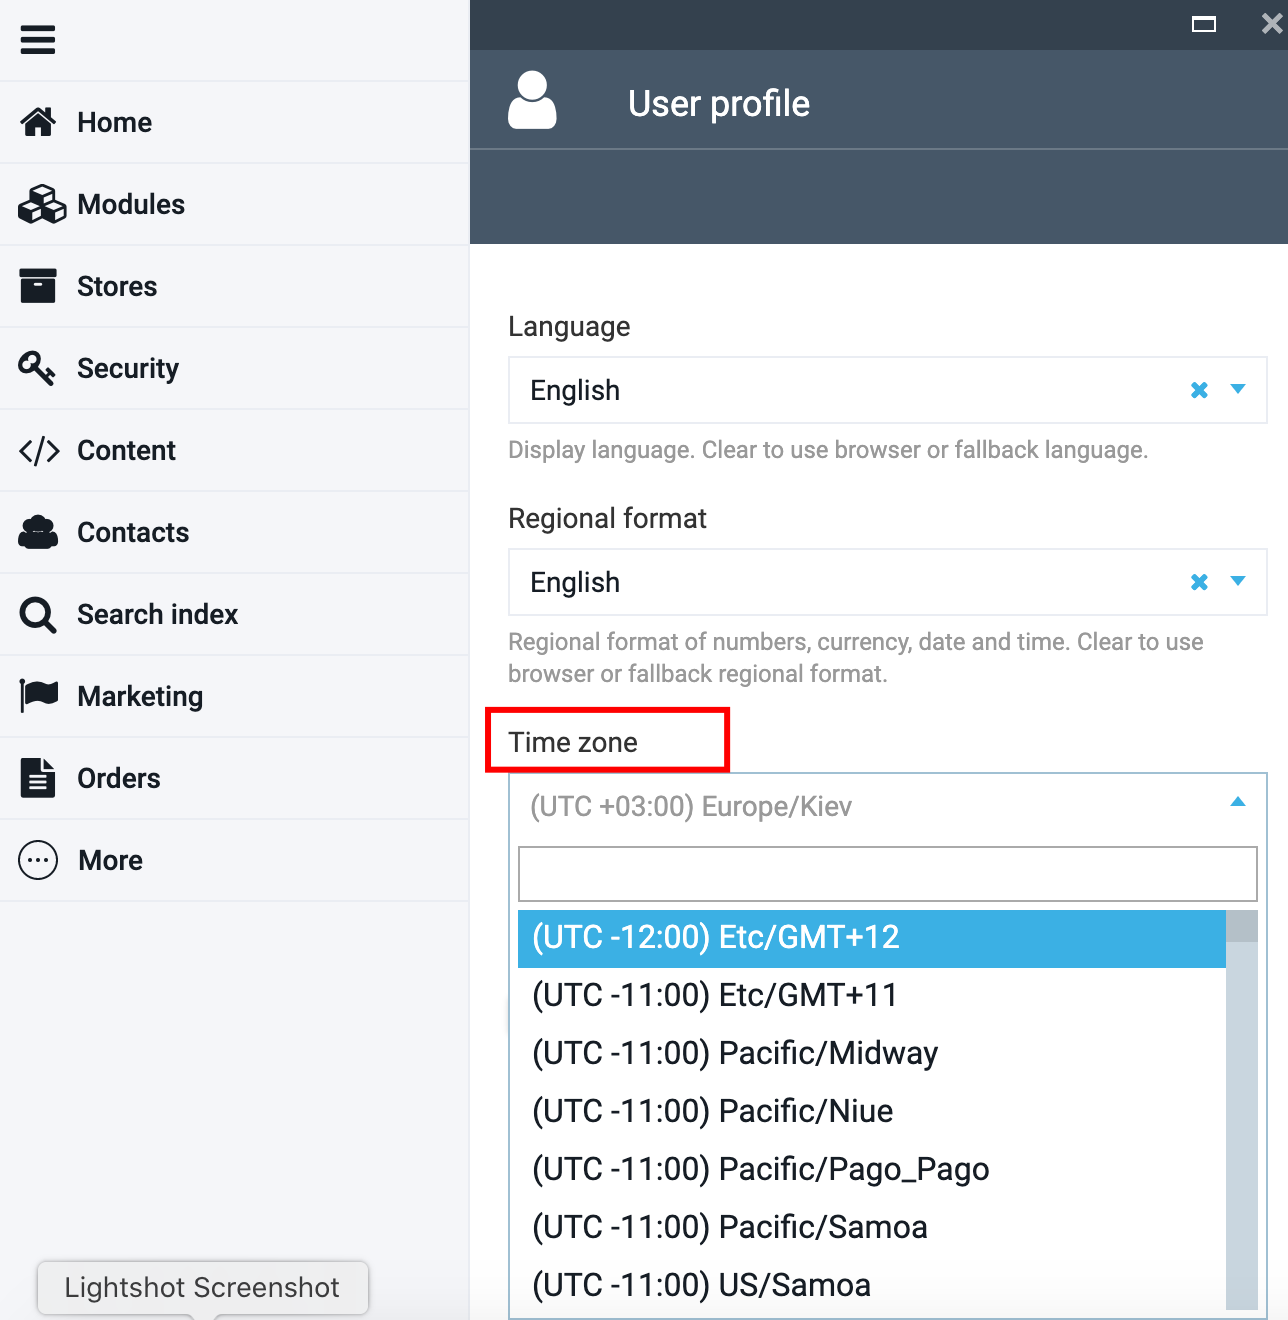 Home
Modules
Stores
Security
Content
Contacts
Search index
Marketing
Orders
More
Lightshot Screenshot
User profile
Language
English
Display language. Clear to use browser or fallback language.
Regional format
English
Regional format of numbers, currency, date and time. Clear to use
browser or fallback regional format.
Time zone
(UTC +03:00) Europe/Kiev
(UTC -12:00) Etc/GMT+12
(UTC -11:00) Etc/GMT+11
(UTC -11:00) Pacific/Midway
(UTC -11:00) Pacific/Niue
(UTC -11:00) Pacific/Pago_Pago
(UTC -11:00) Pacific/Samoa
(UTC -11:00) US/Samoa